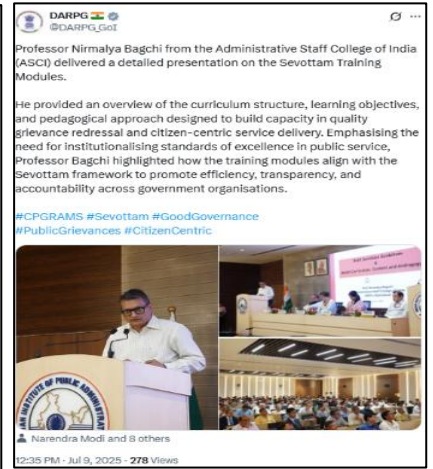 DARPG
@DARPG_GoI
Professor Nirmalya Bagchi from the Administrative Staff College of India
(ASCI) delivered a detailed presentation on the Sevottam Training
Modules.
He provided an overview of the curriculum structure, learning objectives,
and pedagogical approach designed to build capacity in quality
grievance redressal and citizen-centric service delivery. Emphasising the
need for institutionalising standards of excellence in public service,
Professor Bagchi highlighted how the training modules align with the
Sevottam framework to promote efficiency, transparency, and
accountability across government organisations.
#CPGRAMS #Sevottam #GoodGovernance
#PublicGrievances #CitizenCentric
INSTITUTE OF PUBLIC
Narendra Modi and 8 others
12:35 PM · Jul 9, 2025 · 278 Views